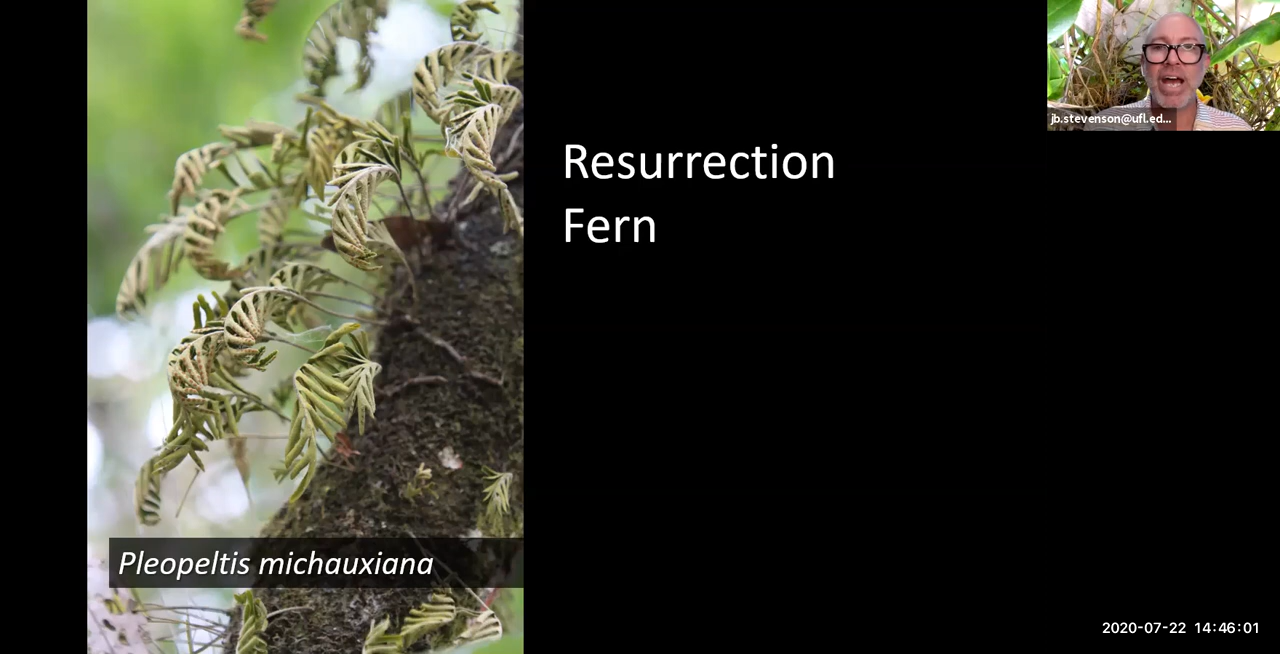 jb.stevenson@ufl.ed...
Resurrection
Fern
Pleopeltis michauxiana
2020-07-22 14:46:01